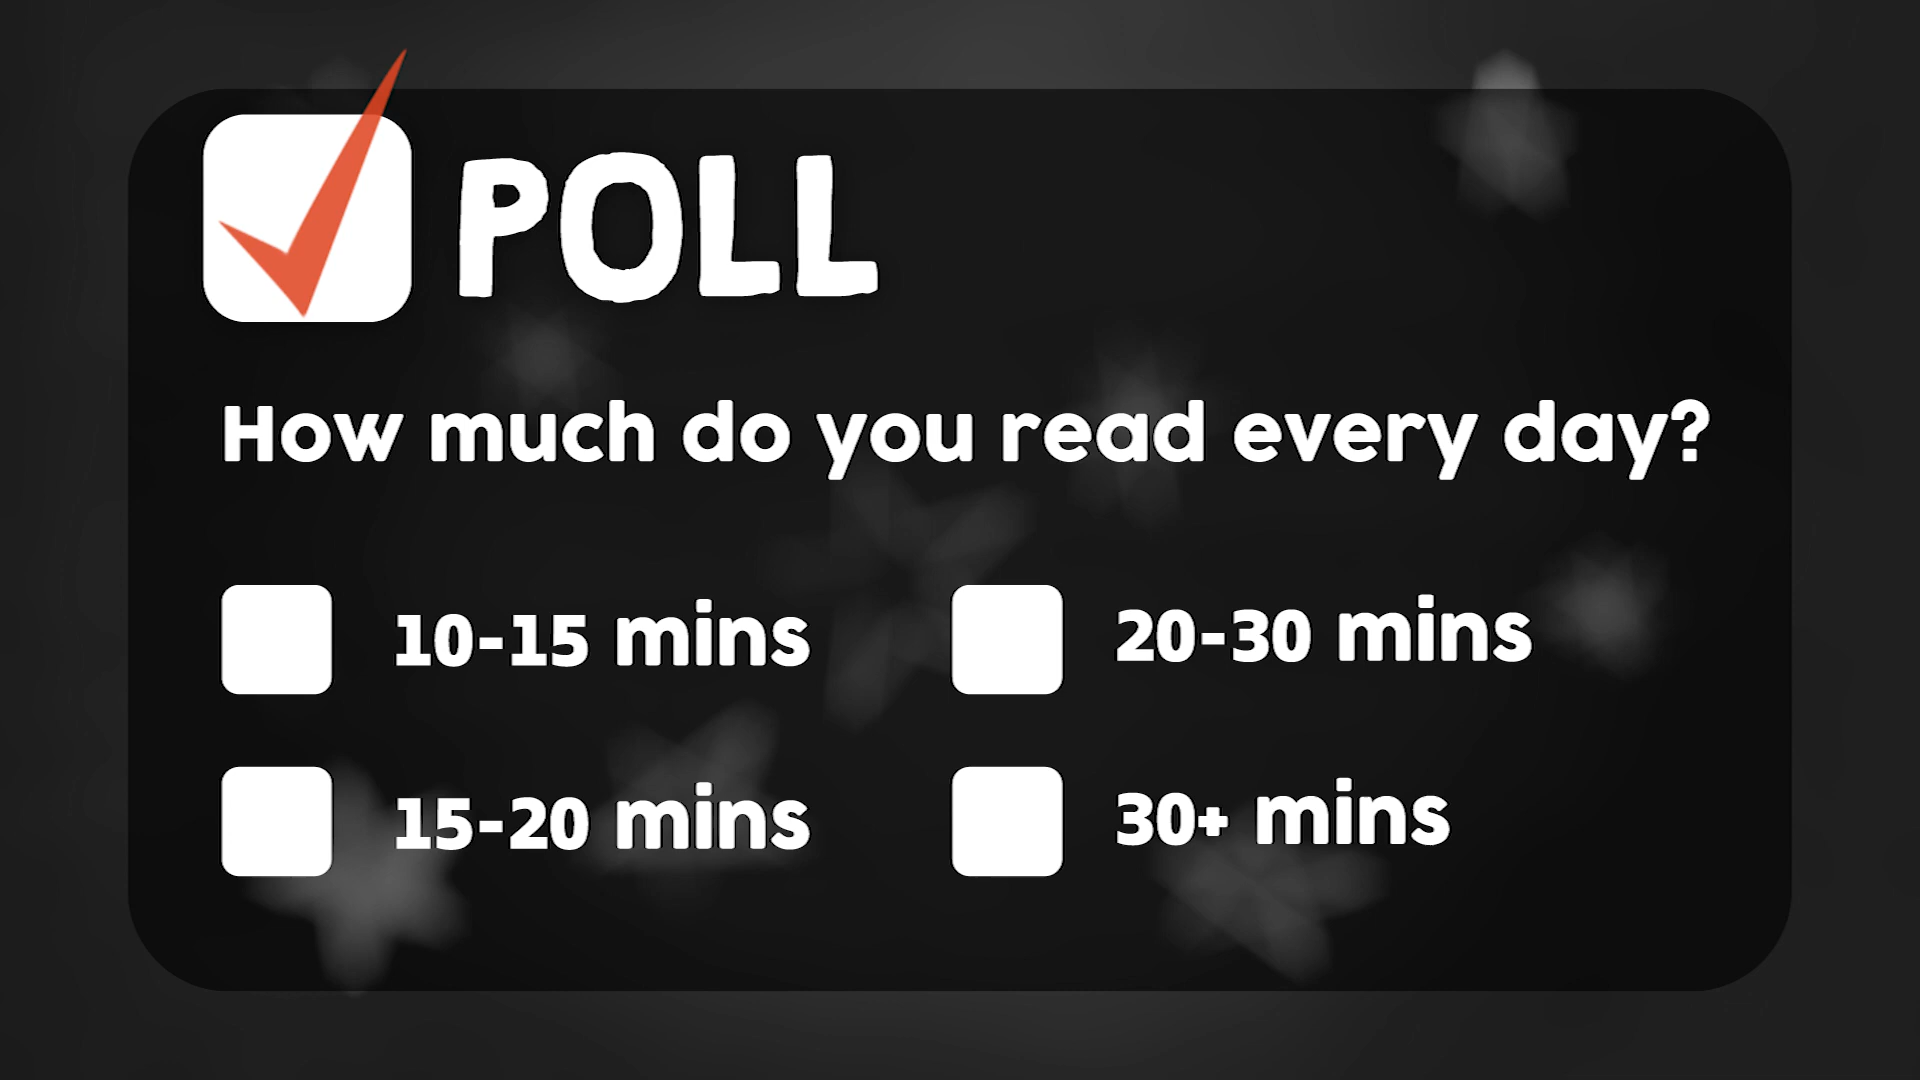 POLL
How much do you read every day?
10-15 mins
20-30 mins
15-20 mins
30+ mins